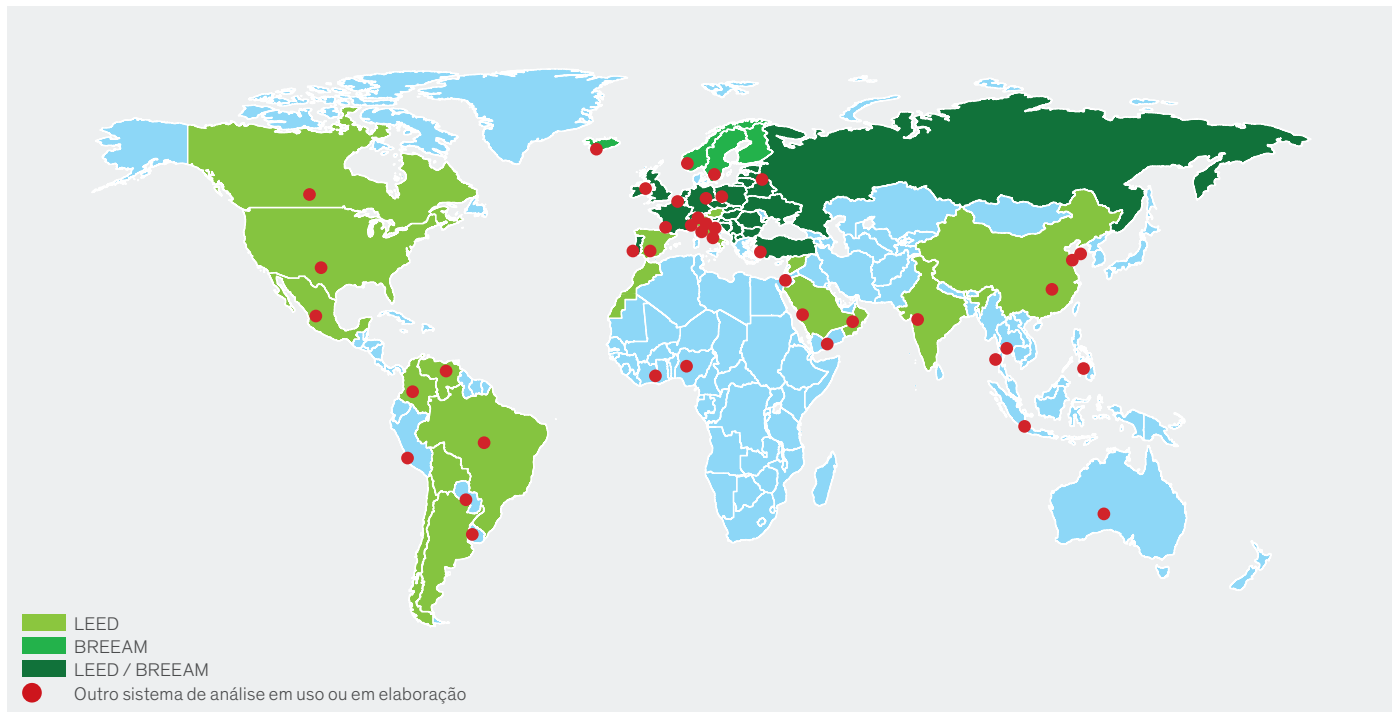 LEED
BREEAM
LEED / BREEAM
Outro sistema de análise em uso ou em elaboração